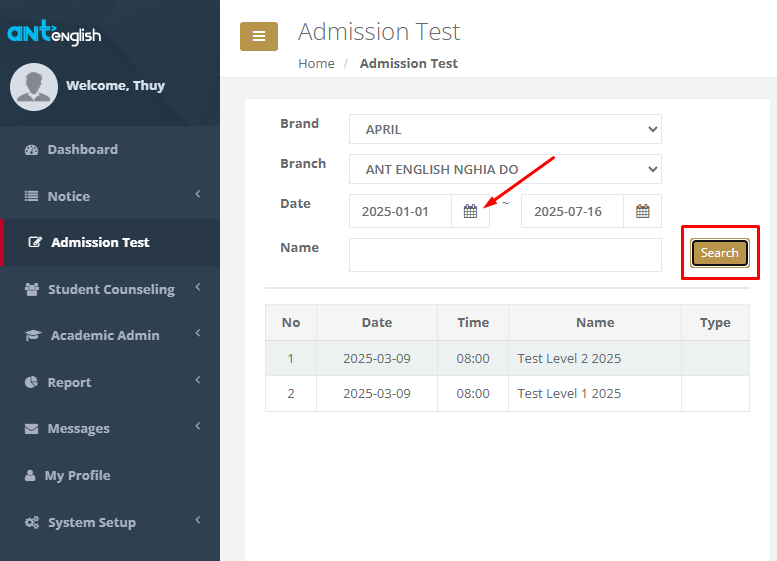 ANT ENGLISH
Welcome, Thuy
Dashboard
Notice
Admission Test
Student Counseling
Academic Admin
Report
Messages
My Profile
System Setup
Admission Test
Home / Admission Test
Brand APRIL
Branch ANT ENGLISH NGHIA DO
Date 2025-01-01 ~ 2025-07-16
Name Search
No Date Time Name Type
1 2025-03-09 08:00 Test Level 2 2025
2 2025-03-09 08:00 Test Level 1 2025